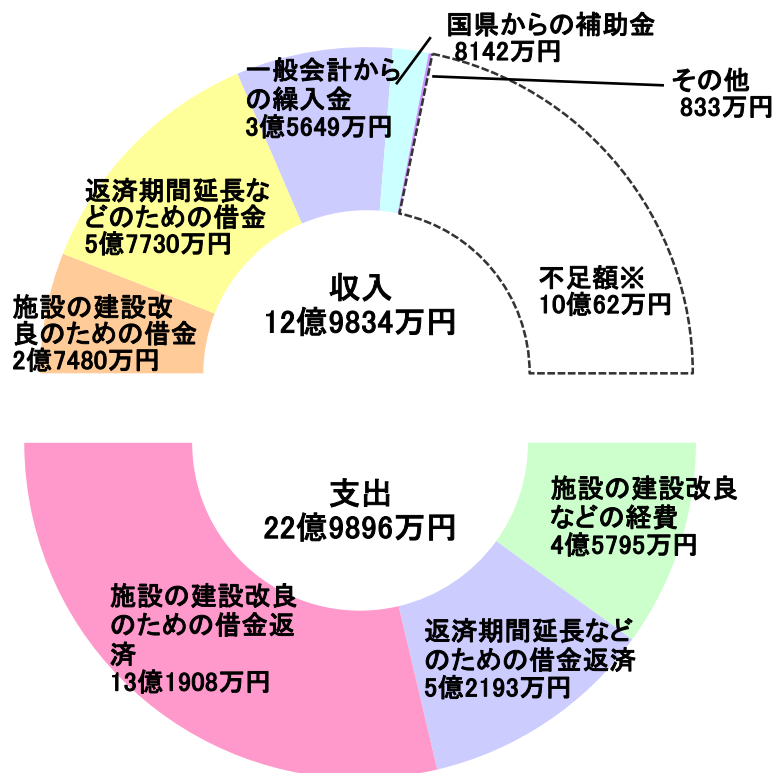 国県からの補助金
8142万円
その他
833万円
一般会計から
の繰入金
3億5649万円
返済期間延長な
どのための借金
5億7730万円
不足額※
10億62万円
施設の建設改
良のための借金
2億7480万円
収入
12億9834万円
支出
22億9896万円
施設の建設改良
などの経費
4億5795万円
施設の建設改良
のための借金返
済
13億1908万円
返済期間延長など
のための借金返済
5億2193万円